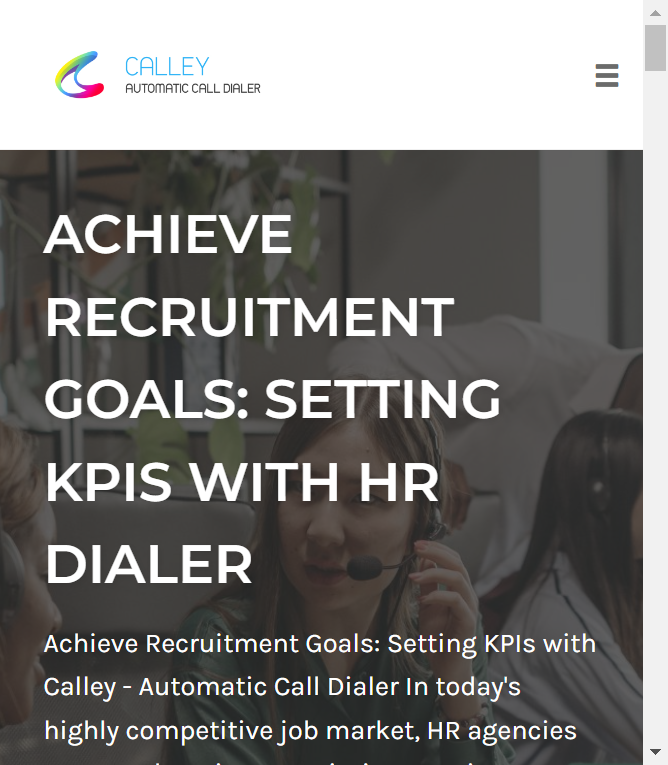 CALLEY
AUTOMATIC CALL DIALER
ACHIEVE
RECRUITMENT
GOALS: SETTING
KPIS WITH HR
DIALER
Achieve Recruitment Goals: Setting KPIs with
Calley - Automatic Call Dialer In today's
highly competitive job market, HR agencies